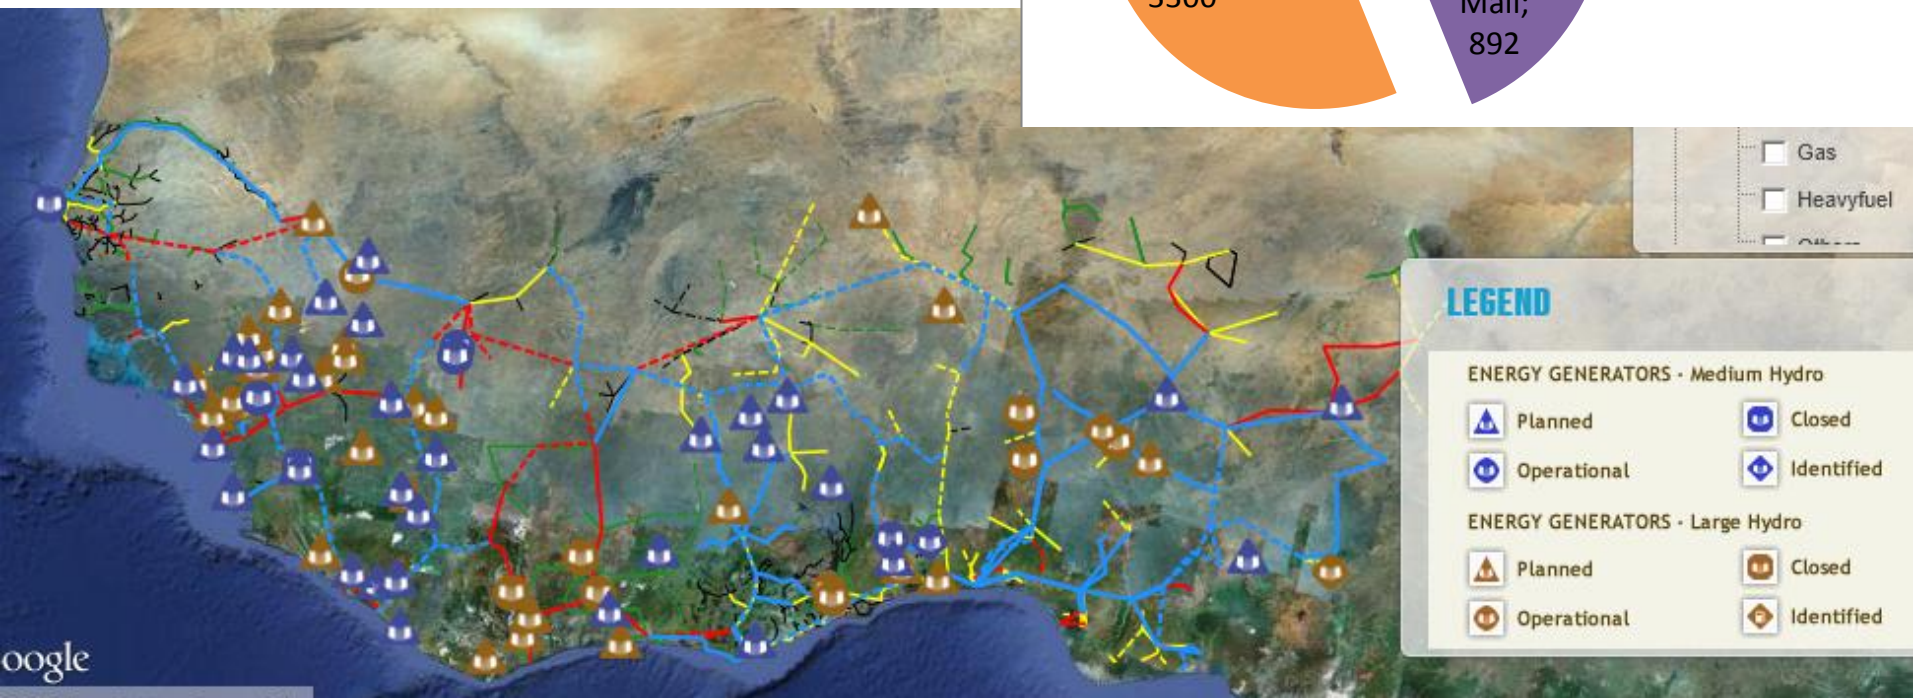 Mali;
892
Gas
Heavyfuel
LEGEND
ENERGY GENERATORS - Medium Hydro
Planned
Closed
Operational
Identified
ENERGY GENERATORS - Large Hydro
Planned
Closed
Operational
Identified
oogle